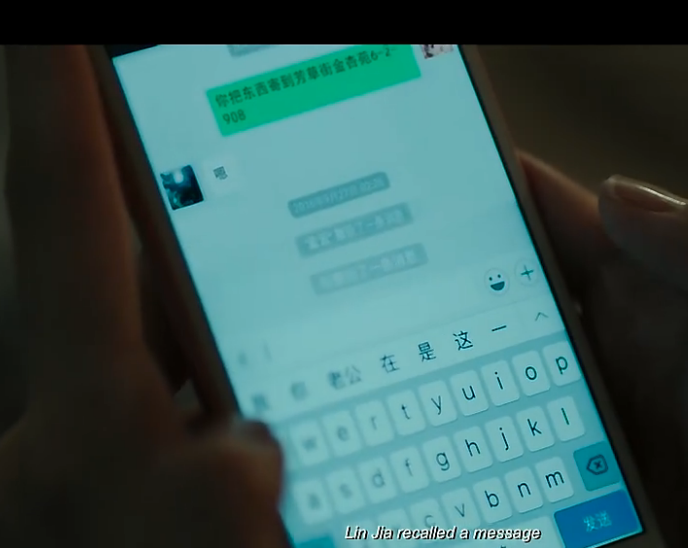 你把东西寄到芳草街金杏苑6-2-
908
嗯
你 老公 在 是 这 一
w e r t y u i o p
a s d f g h j k l
c v b n m
发送
Lin Jia recalled a message